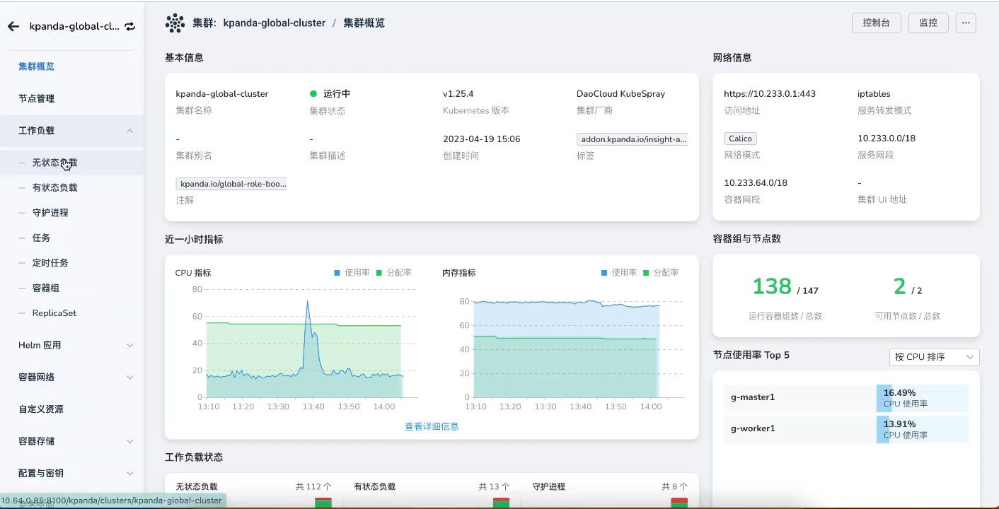 kpanda-global-cl...
集群概览
节点管理
工作负载
无状态负载
有状态负载
守护进程
任务
定时任务
容器组
ReplicaSet
Helm 应用
容器网络
自定义资源
容器存储
配置与密钥
命名空间
10.64.0.85:8100/kpanda/clusters/kpanda-global-cluster
集群: kpanda-global-cluster / 集群概览
控制台 监控 ...
基本信息
kpanda-global-cluster 运行中 v1.25.4 DaoCloud KubeSpray
集群名称 集群状态 Kubernetes 版本 集群厂商
- - 2023-04-19 15:06 addon.kpanda.io/insight-a...
集群别名 集群描述 创建时间 标签
kpanda.io/global-role-boo...
注解
网络信息
https://10.233.0.1:443 iptables
访问地址 服务转发模式
Calico 10.233.0.0/18
网络模式 服务网段
10.233.64.0/18 -
容器网段 集群 UI 地址
近一小时指标
CPU 指标 使用率 分配率
80
60
40
20
0
13:10 13:20 13:30 13:40 13:50 14:00
内存指标 使用率 分配率
80
60
40
20
0
13:10 13:20 13:30 13:40 13:50 14:00
查看详细信息
容器组与节点数
138 / 147 2 / 2
运行容器组数 / 总数 可用节点数 / 总数
节点使用率 Top 5 按 CPU 排序
g-master1 16.49%
CPU 使用率
g-worker1 13.91%
CPU 使用率
工作负载状态
无状态负载 共 112 个 有状态负载 共 13 个 守护进程 共 8 个